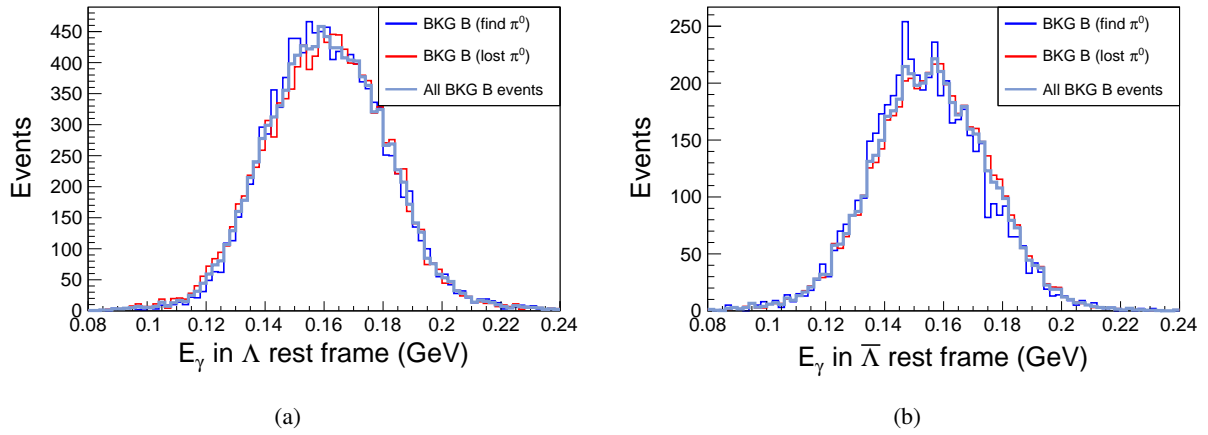 Events
450
400
350
300
250
200
150
100
50
0
0.08 0.1 0.12 0.14 0.16 0.18 0.2 0.22 0.24
E_γ in Λ rest frame (GeV)
BKG B (find π⁰)
BKG B (lost π⁰)
All BKG B events
(a)
Events
250
200
150
100
50
0
0.08 0.1 0.12 0.14 0.16 0.18 0.2 0.22 0.24
E_γ in Λ̅ rest frame (GeV)
BKG B (find π⁰)
BKG B (lost π⁰)
All BKG B events
(b)